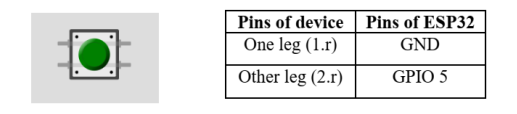 Pins of device Pins of ESP32
One leg (1.r) GND
Other leg (2.r) GPIO 5